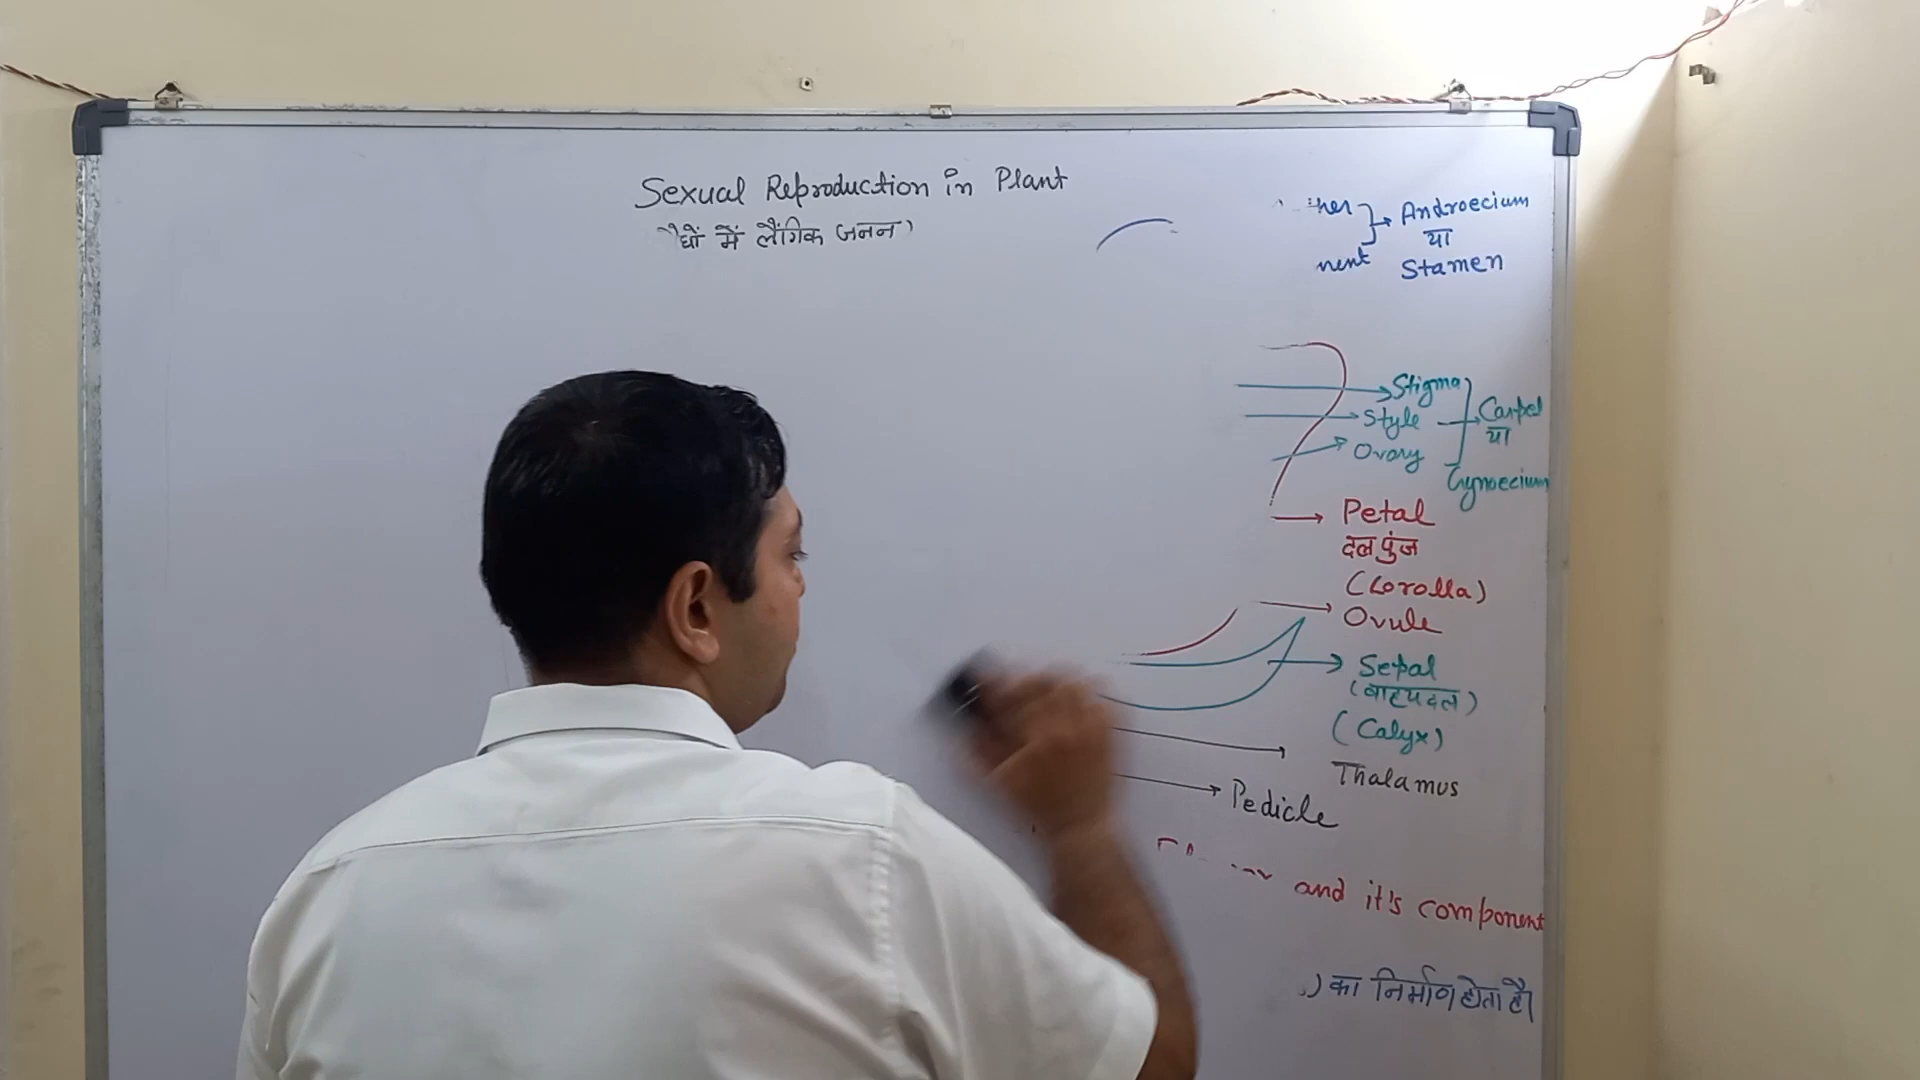 Sexual Reproduction in Plant
में लैंगिक जनन)
Androecium
या
Stamen
Stigma
Style
Ovary
Carpel
या
Gynoecium
Petal
दलपुंज
(Corolla)
Ovule
Sepal
(बाह्यदल)
(Calyx)
Thalamus
Pedicle
and it's component
का निर्माण होता है।